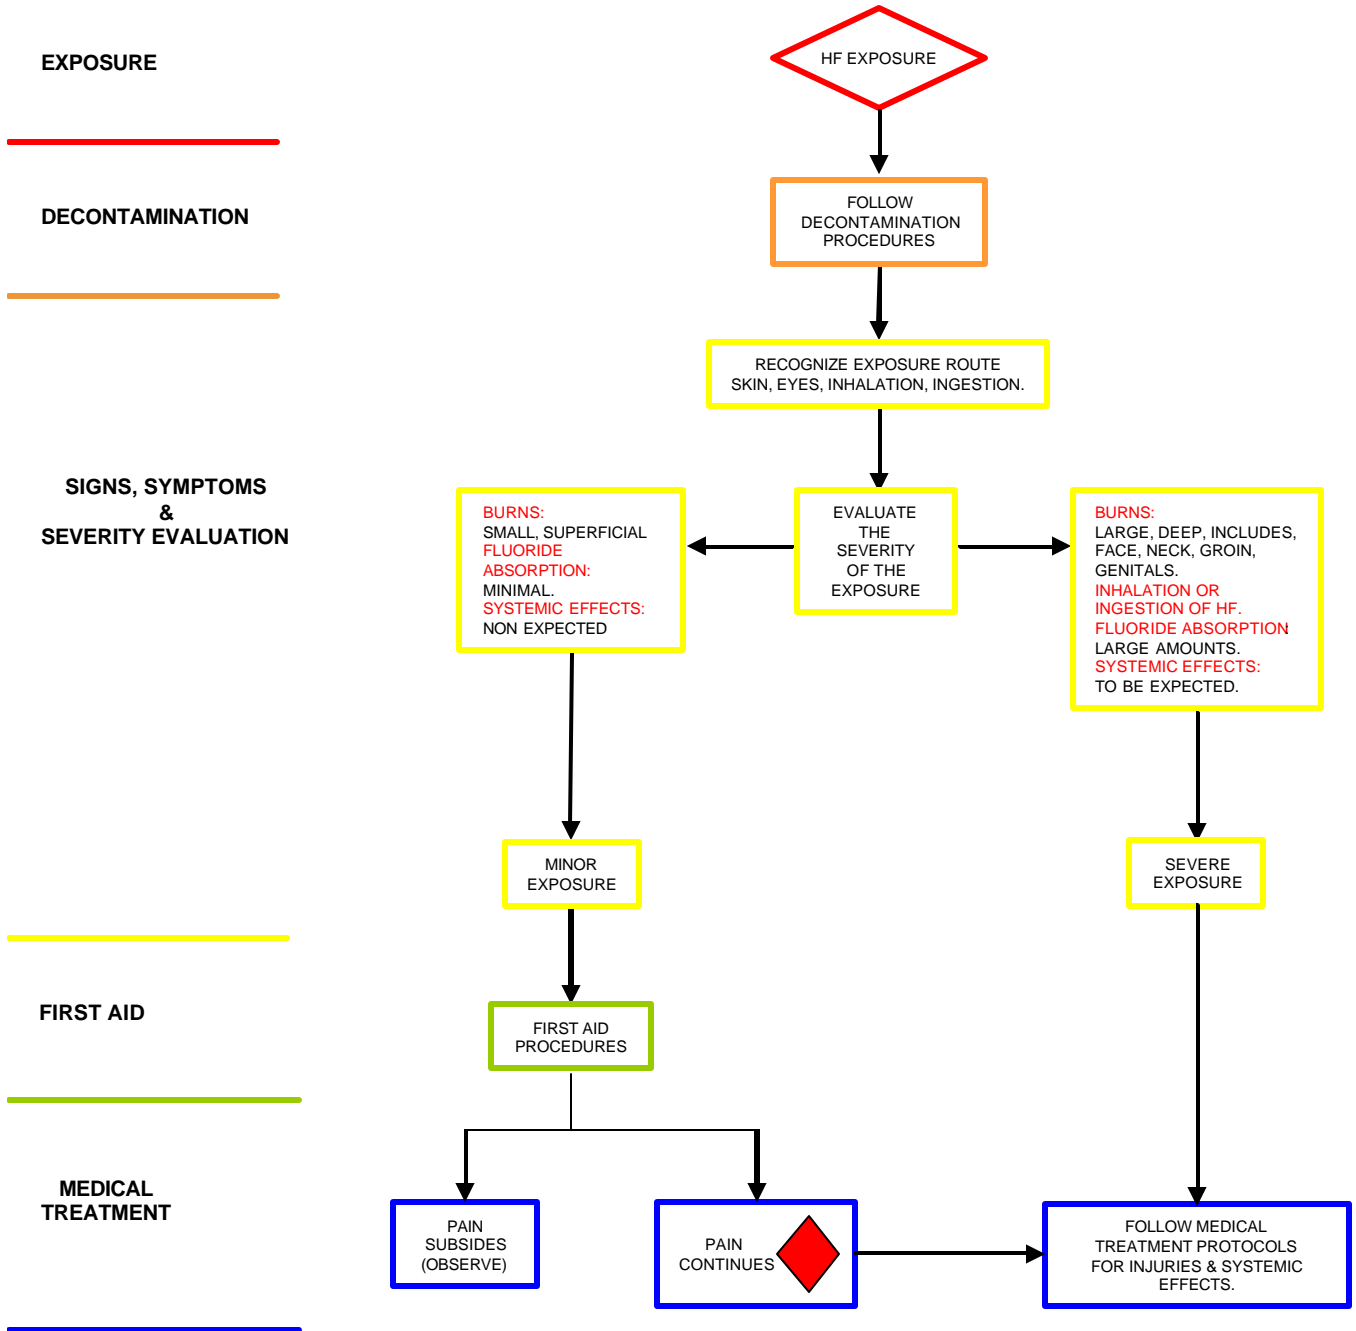 EXPOSURE
HF EXPOSURE
DECONTAMINATION
FOLLOW
DECONTAMINATION
PROCEDURES
RECOGNIZE EXPOSURE ROUTE
SKIN, EYES, INHALATION, INGESTION.
SIGNS, SYMPTOMS
&
SEVERITY EVALUATION
BURNS:
SMALL, SUPERFICIAL
FLUORIDE
ABSORPTION:
MINIMAL.
SYSTEMIC EFFECTS:
NON EXPECTED
EVALUATE
THE
SEVERITY
OF THE
EXPOSURE
BURNS:
LARGE, DEEP, INCLUDES,
FACE, NECK, GROIN,
GENITALS.
INHALATION OR
INGESTION OF HF.
FLUORIDE ABSORPTION:
LARGE AMOUNTS.
SYSTEMIC EFFECTS:
TO BE EXPECTED.
MINOR
EXPOSURE
SEVERE
EXPOSURE
FIRST AID
FIRST AID
PROCEDURES
MEDICAL
TREATMENT
PAIN
SUBSIDES
(OBSERVE)
PAIN
CONTINUES
FOLLOW MEDICAL
TREATMENT PROTOCOLS
FOR INJURIES & SYSTEMIC
EFFECTS.